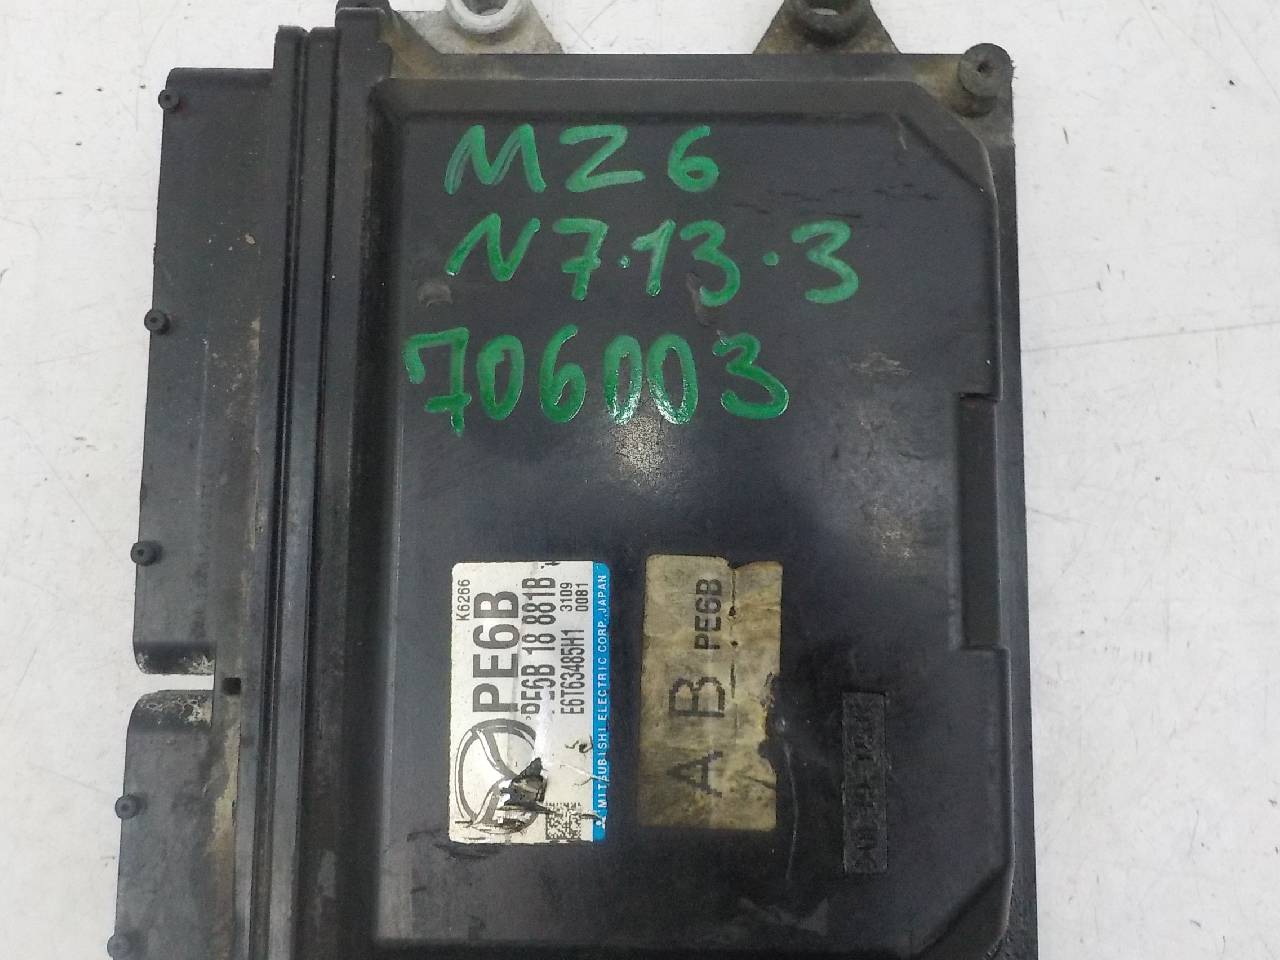 MZ6
N7.13.3
706003
K6266
PE6B
PE6B 18 881B
E6T63485H1
3109
0081
MITSUBISHI ELECTRIC CORP., JAPAN
A B
PE6B